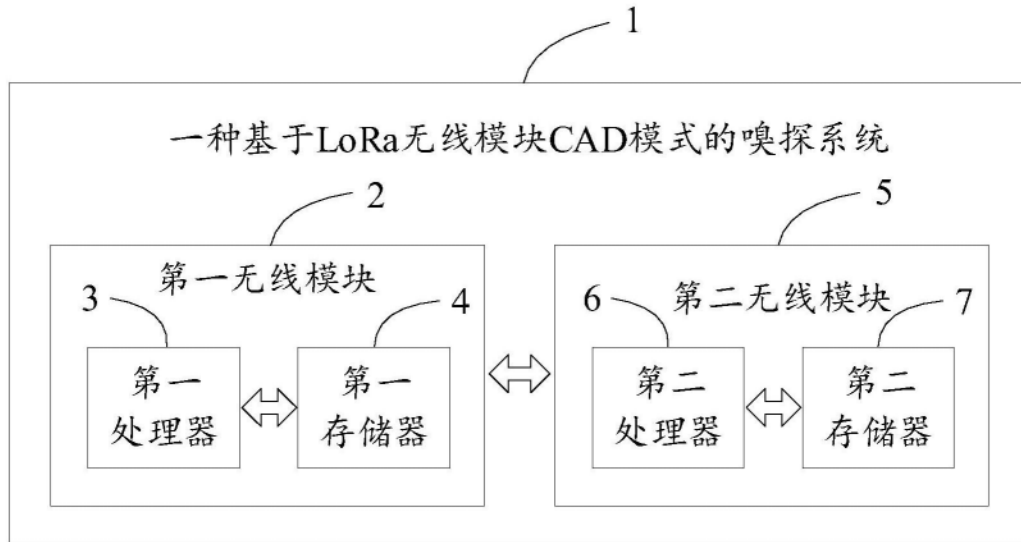 1
一种基于LoRa无线模块CAD模式的嗅探系统
2
5
第一无线模块
第二无线模块
3
4
6
7
第一
处理器
第一
存储器
第二
处理器
第二
存储器